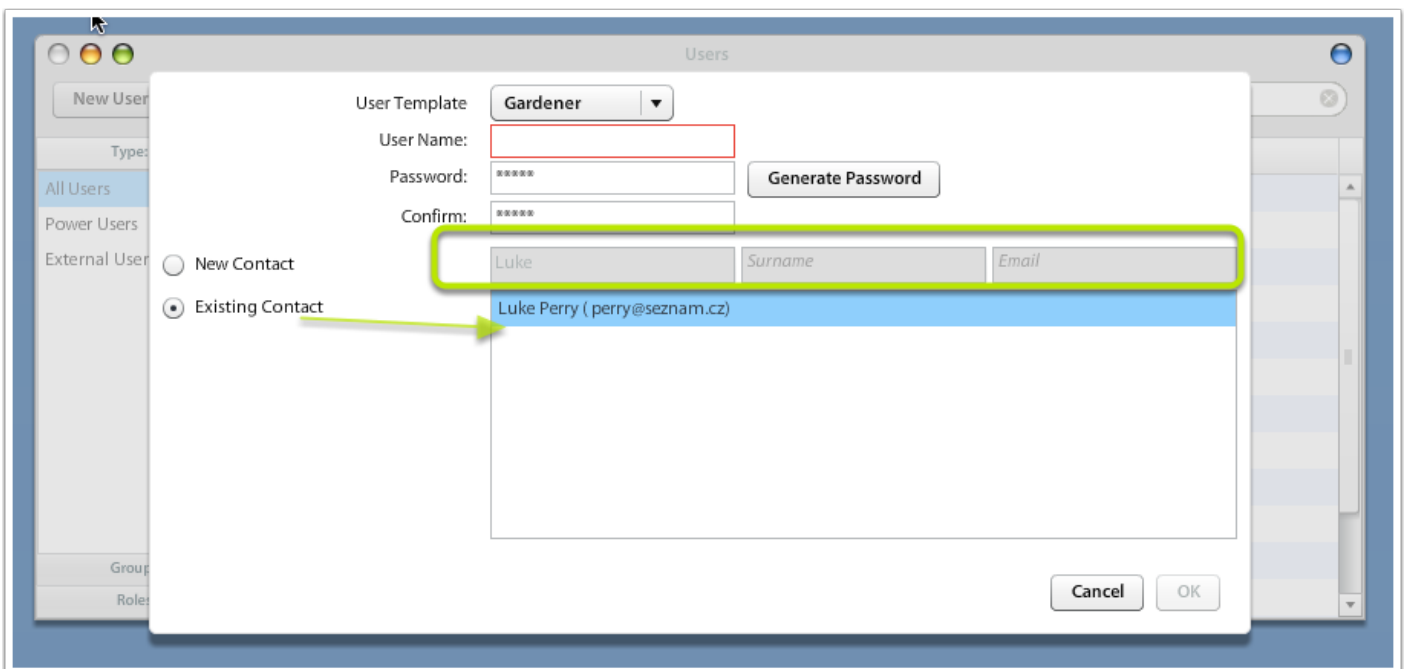 Users
New User
User Template Gardener
User Name:
Type:
Password: ***** Generate Password
All Users
Confirm: *****
Power Users
External User
New Contact Luke Surname Email
Existing Contact Luke Perry ( perry@seznam.cz)
Group
Roles
Cancel OK